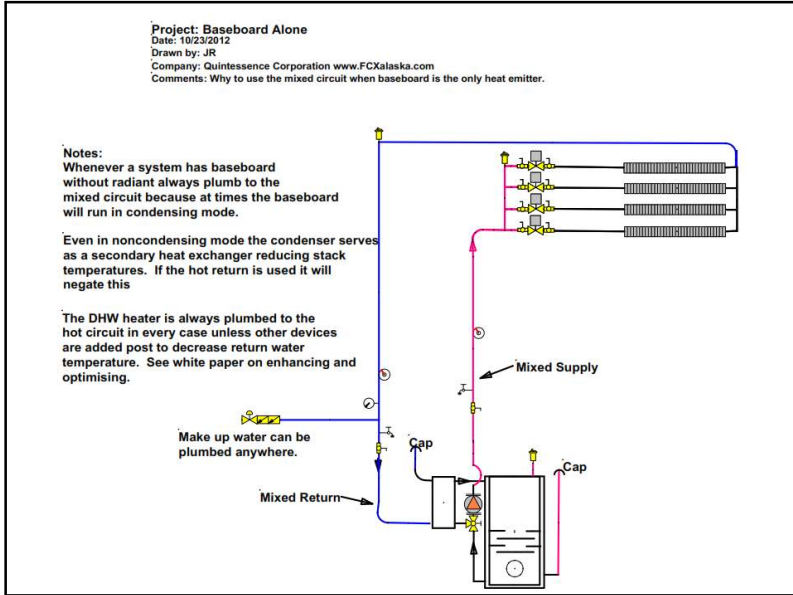 Project: Baseboard Alone
Date: 10/23/2012
Drawn by: JR
Company: Quintessence Corporation www.FCXalaska.com
Comments: Why to use the mixed circuit when baseboard is the only heat emitter.
Notes:
Whenever a system has baseboard
without radiant always plumb to the
mixed circuit because at times the baseboard
will run in condensing mode.
Even in noncondensing mode the condenser serves
as a secondary heat exchanger reducing stack
temperatures. If the hot return is used it will
negate this
The DHW heater is always plumbed to the
hot circuit in every case unless other devices
are added post to decrease return water
temperature. See white paper on enhancing and
optimising.
Mixed Supply
Make up water can be
plumbed anywhere.
Cap
Cap
Mixed Return